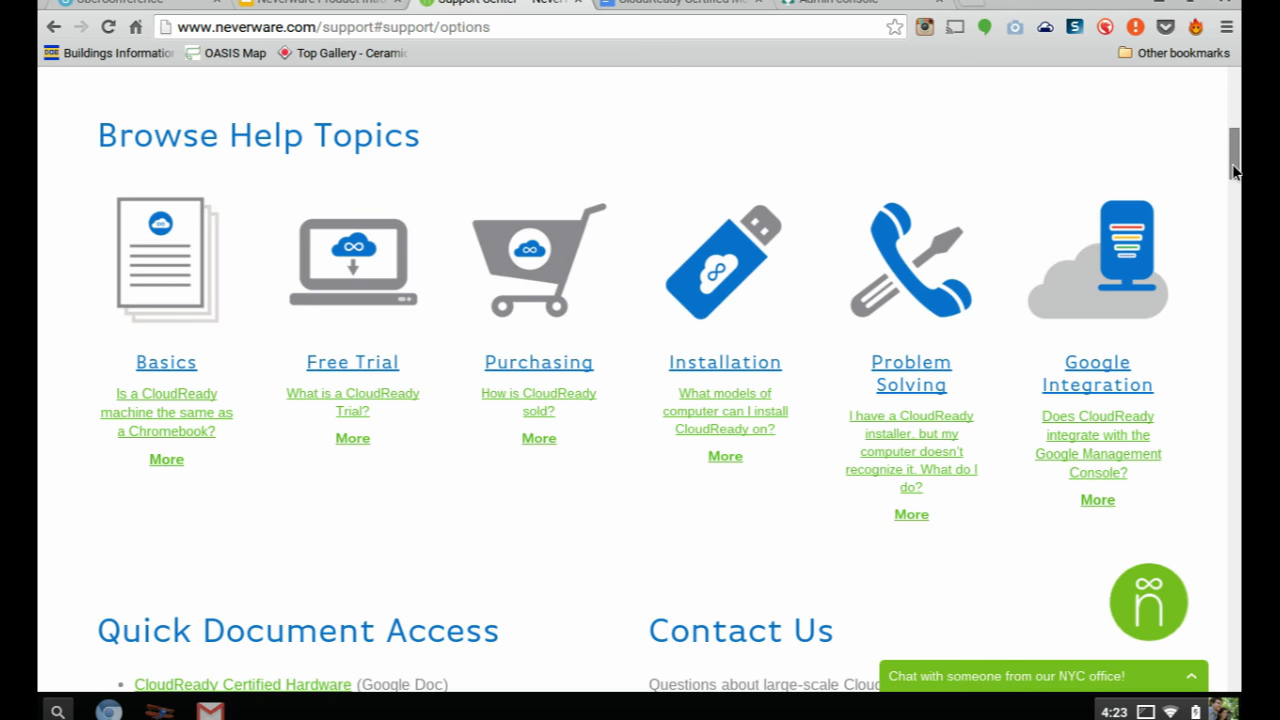 Support Center - Never
Admin console
www.neverware.com/support#support/options
Buildings Informatio
OASIS Map
Top Gallery - Ceramic
Other bookmarks
Browse Help Topics
Basics
Is a CloudReady
machine the same as
a Chromebook?
More
Free Trial
What is a CloudReady
Trial?
More
Purchasing
How is CloudReady
sold?
More
Installation
What models of
computer can I install
CloudReady on?
More
Problem
Solving
I have a CloudReady
installer, but my
computer doesn't
recognize it. What do I
do?
More
Google
Integration
Does CloudReady
integrate with the
Google Management
Console?
More
Quick Document Access
• CloudReady Certified Hardware (Google Doc)
Contact Us
Questions about large-scale Cloud
n
Chat with someone from our NYC office!
4:23